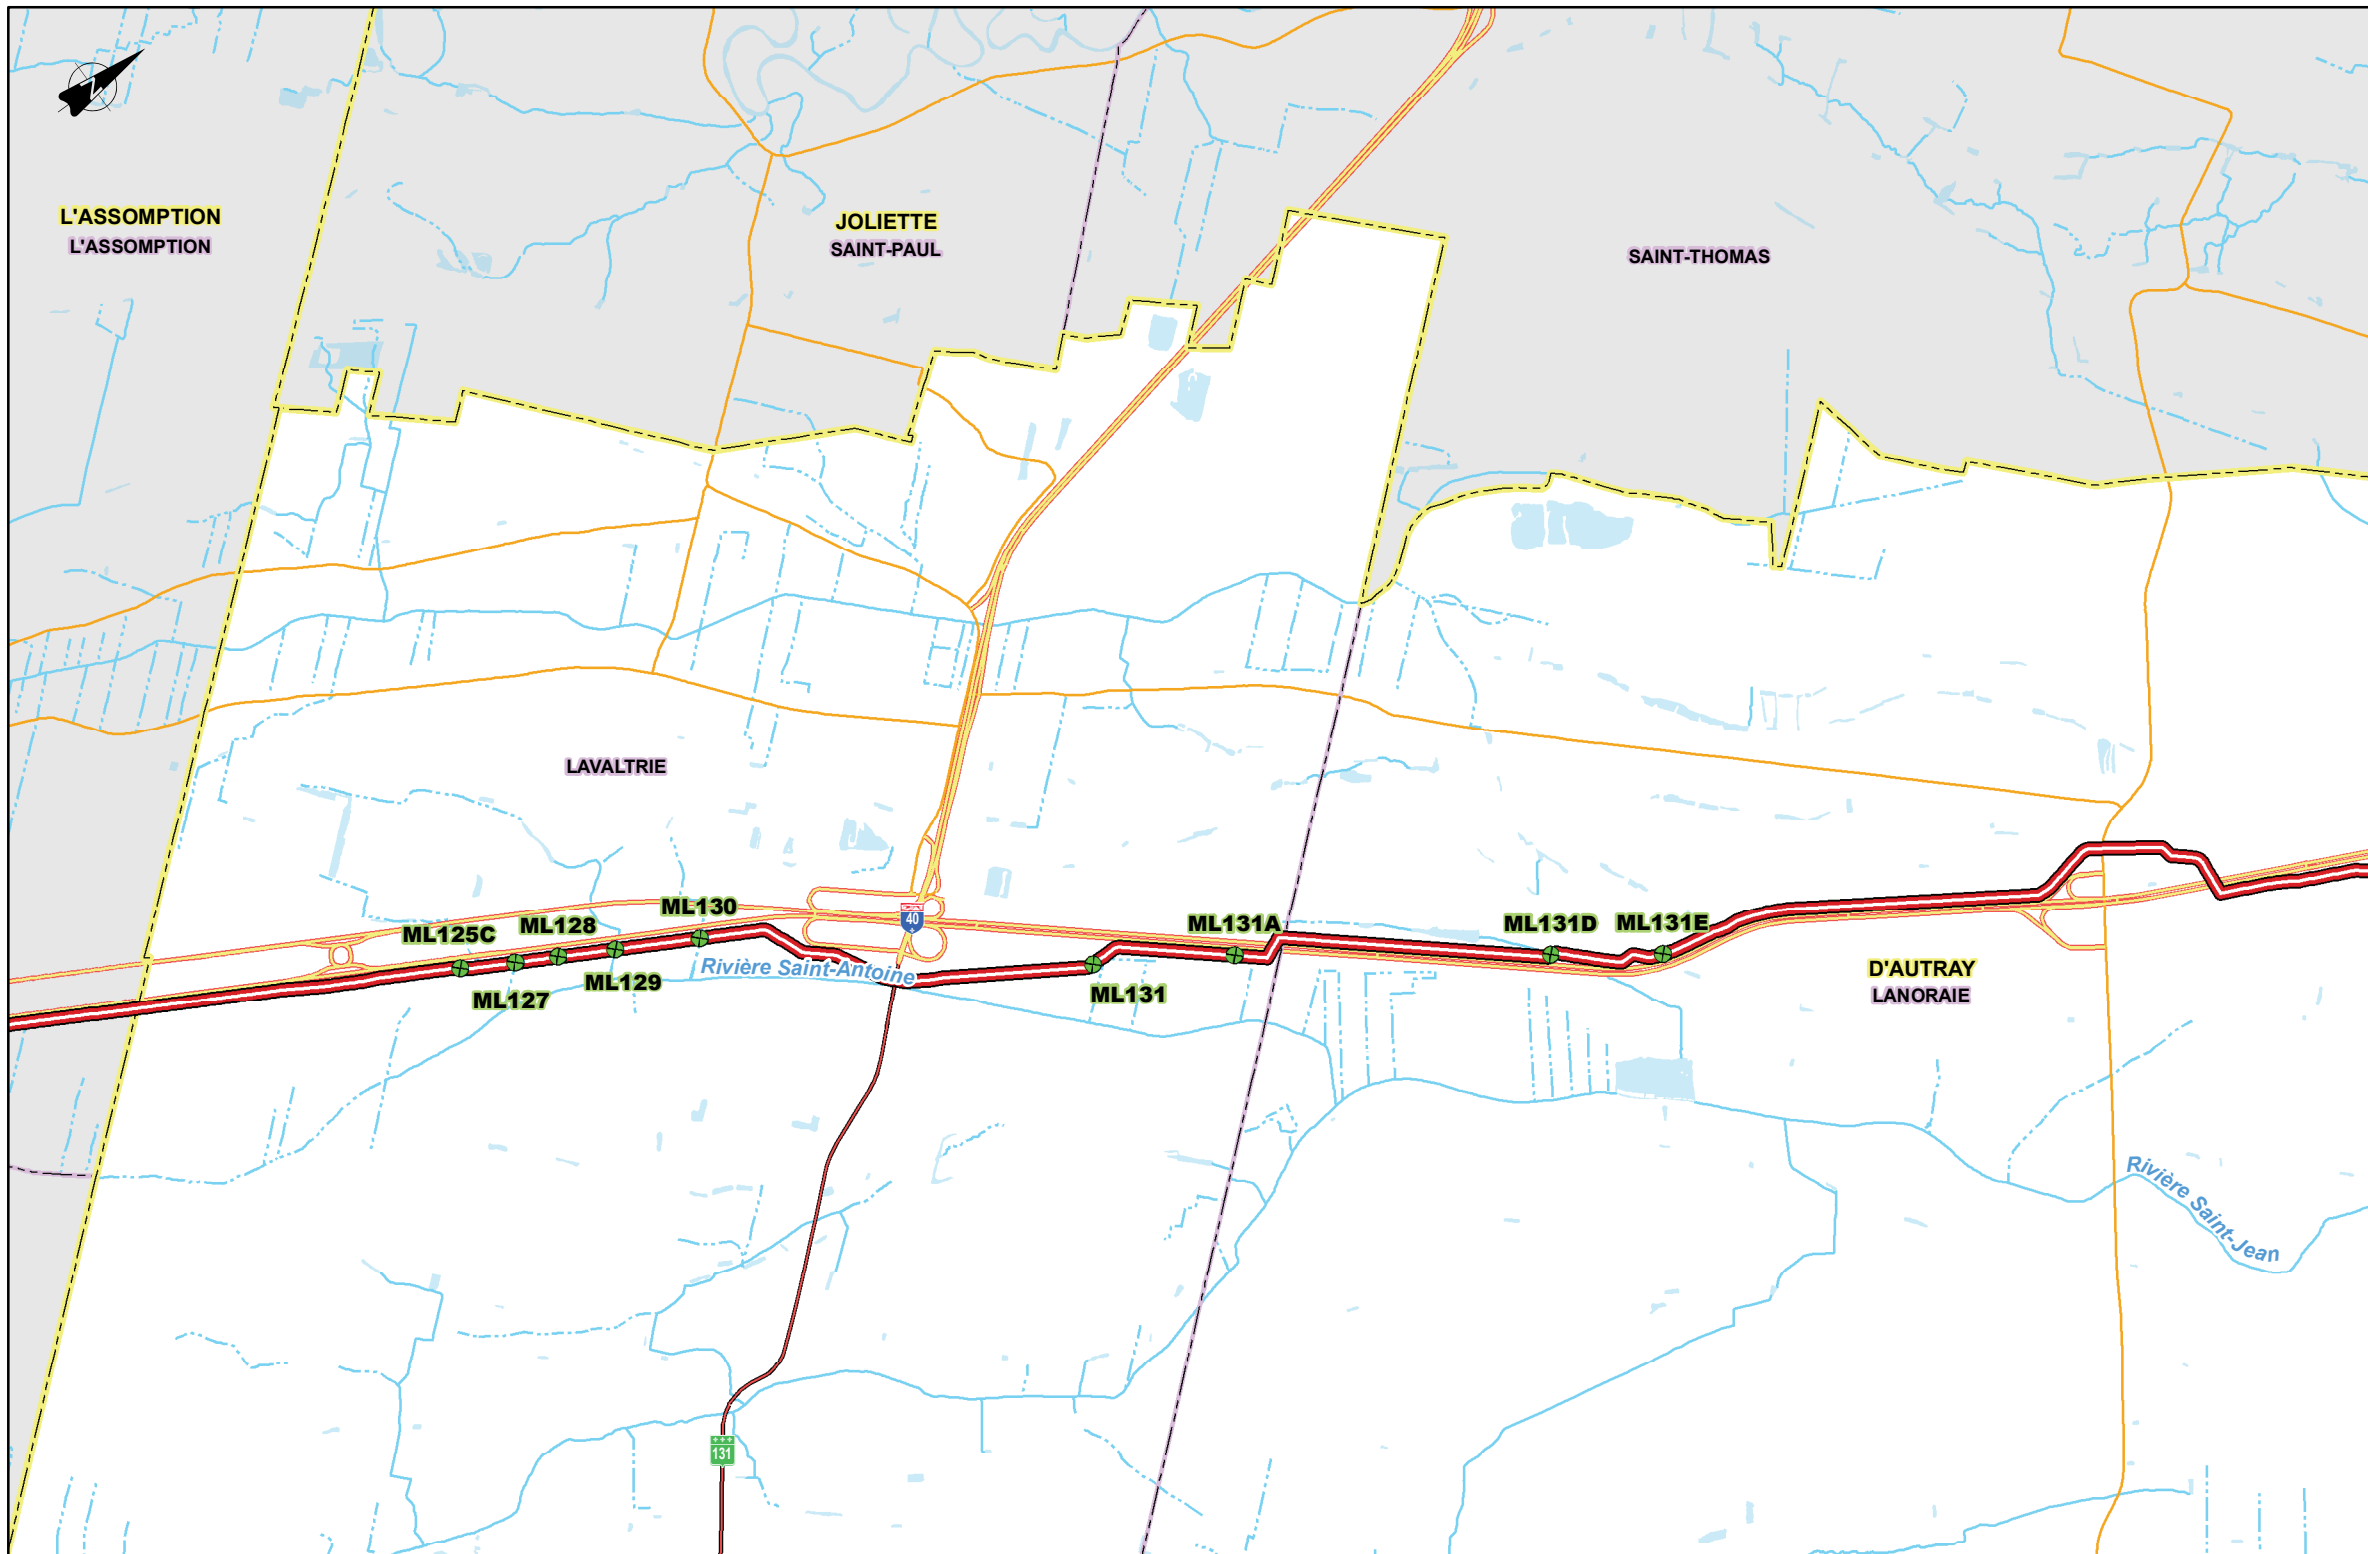 L'ASSOMPTION
L'ASSOMPTION
JOLIETTE
SAINT-PAUL
SAINT-THOMAS
LAVALTRIE
ML125C
ML128
ML130
40
ML131A
ML131D
ML131E
ML127
ML129
Rivière Saint-Antoine
ML131
D'AUTRAY
LANORAIE
Rivière Saint-Jean
131